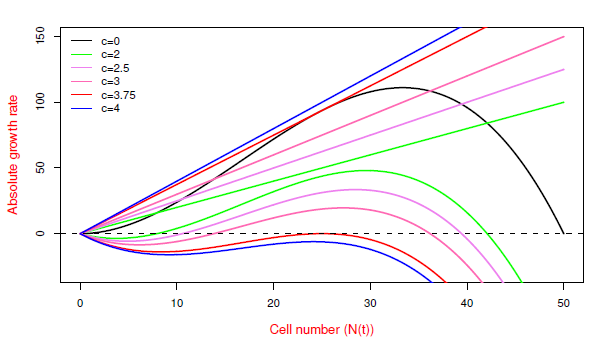 c=0
c=2
c=2.5
c=3
c=3.75
c=4
Absolute growth rate
150
100
50
0
0 10 20 30 40 50
Cell number (N(t))